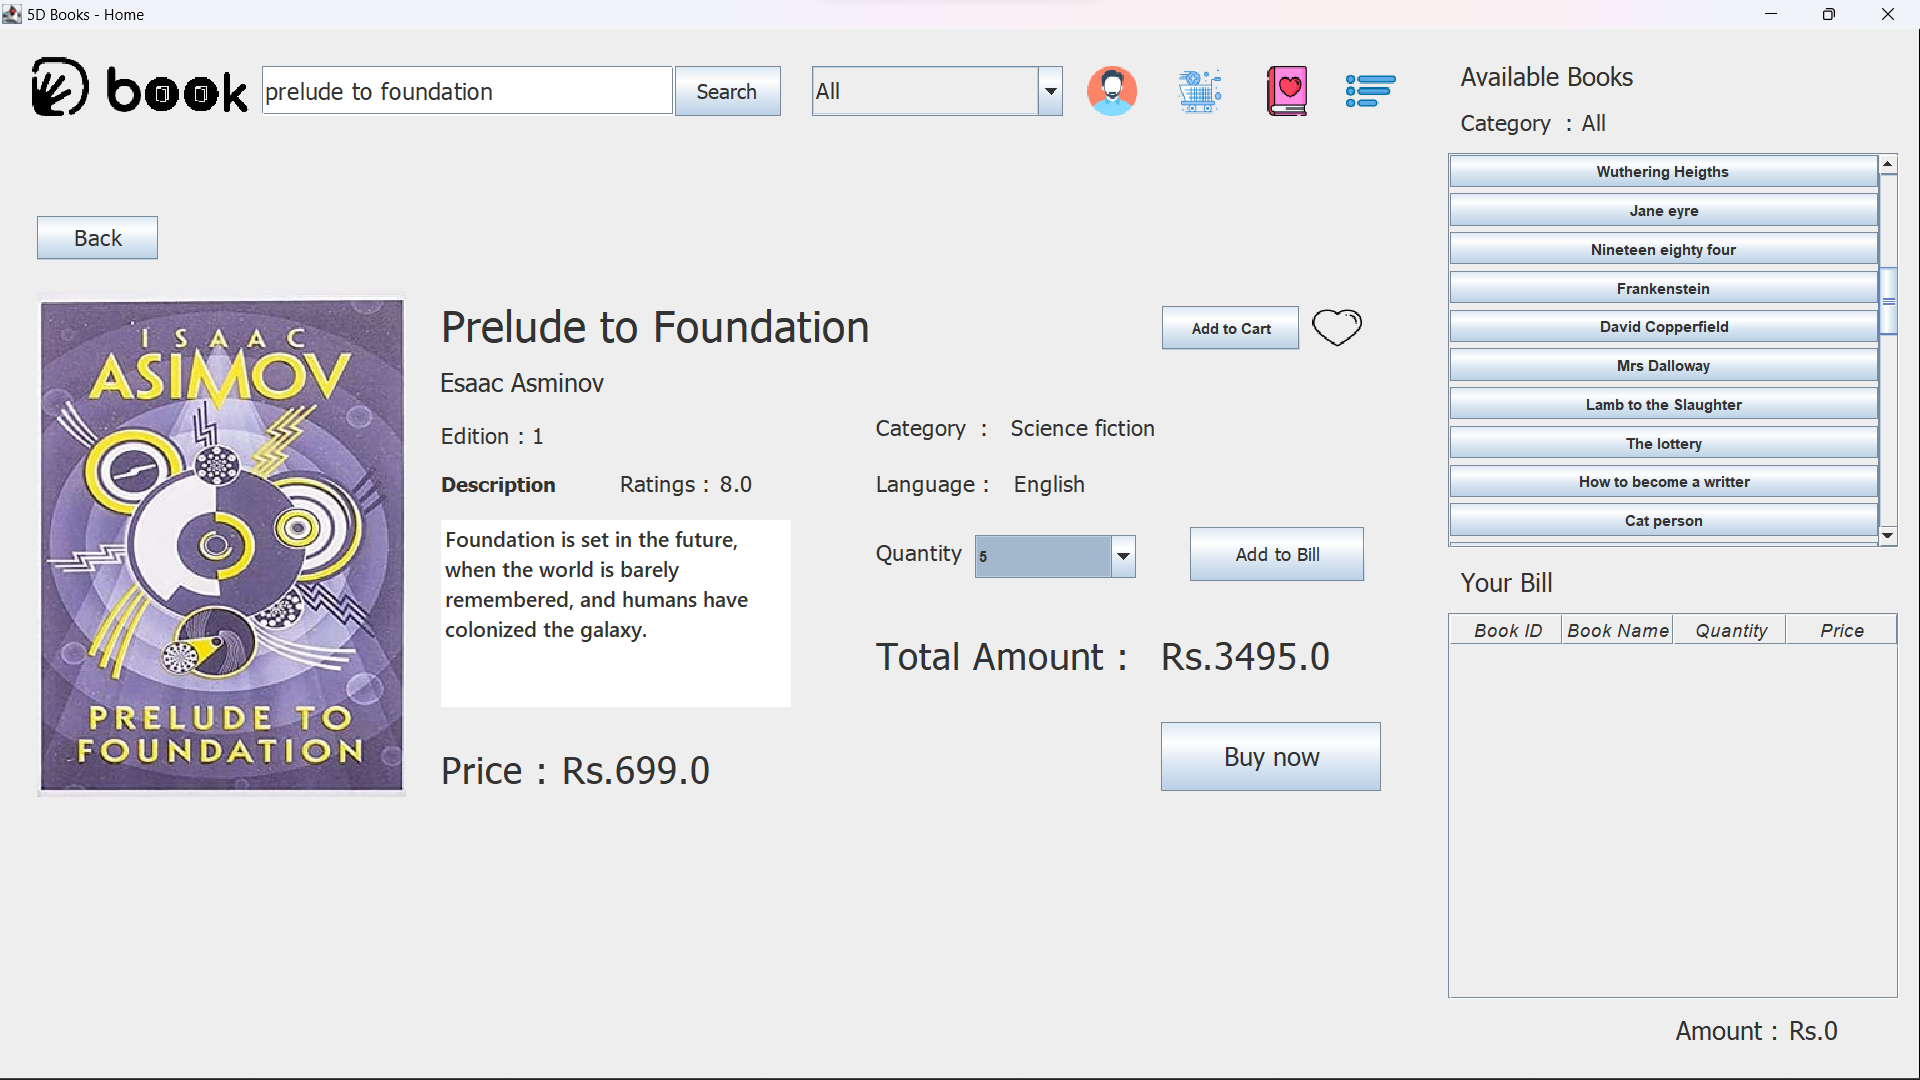 5D Books - Home
book
prelude to foundation
Search
All
Available Books
Category : All
Wuthering Heigths
Jane eyre
Nineteen eighty four
Frankenstein
David Copperfield
Mrs Dalloway
Lamb to the Slaughter
The lottery
How to become a writter
Cat person
Back
ISAAC
ASIMOV
PRELUDE TO
FOUNDATION
Prelude to Foundation
Add to Cart
Esaac Asminov
Edition : 1
Category : Science fiction
Description
Ratings : 8.0
Language : English
Foundation is set in the future,
when the world is barely
remembered, and humans have
colonized the galaxy.
Quantity 5
Add to Bill
Total Amount : Rs.3495.0
Price : Rs.699.0
Buy now
Your Bill
Book ID Book Name Quantity Price
Amount : Rs.0